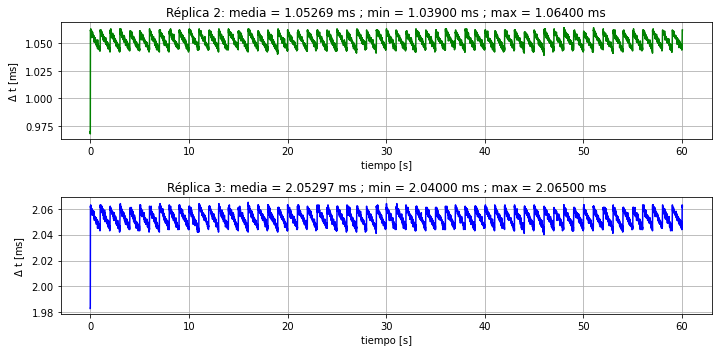 Réplica 2: media = 1.05269 ms ; min = 1.03900 ms ; max = 1.06400 ms
1.050
1.025
1.000
0.975
Δ t [ms]
0 10 20 30 40 50 60
tiempo [s]
Réplica 3: media = 2.05297 ms ; min = 2.04000 ms ; max = 2.06500 ms
2.06
2.04
2.02
2.00
1.98
Δ t [ms]
0 10 20 30 40 50 60
tiempo [s]